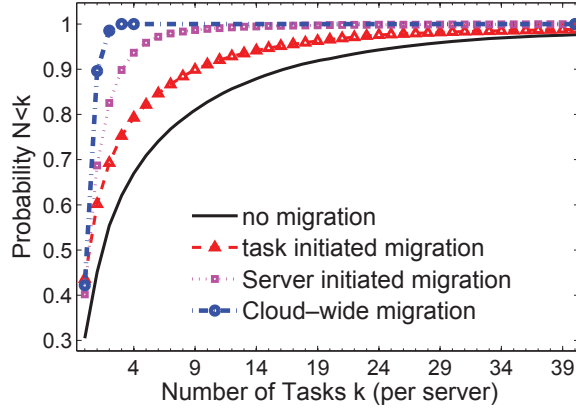 1
0.9
0.8
0.7
0.6
0.5
0.4
0.3
Probability N<k
no migration
task initiated migration
Server initiated migration
Cloud–wide migration
4 9 14 19 24 29 34 39
Number of Tasks k (per server)